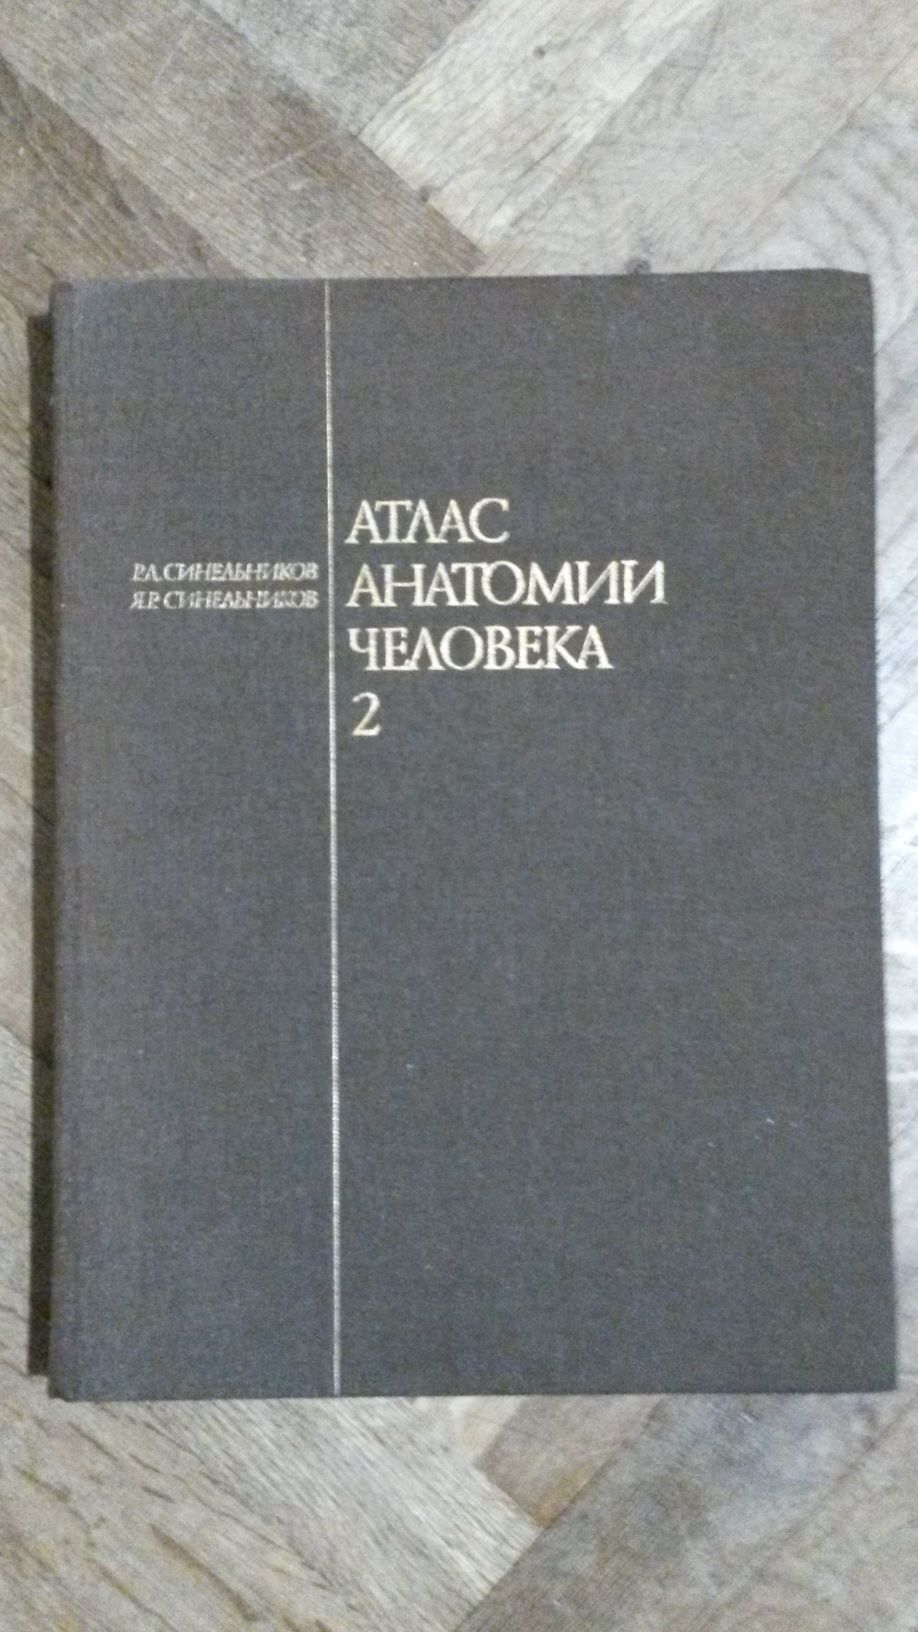 Р.Д. СИНЕЛЬНИКОВ
Я.Р. СИНЕЛЬНИКОВ
АТЛАС
АНАТОМИИ
ЧЕЛОВЕКА
2